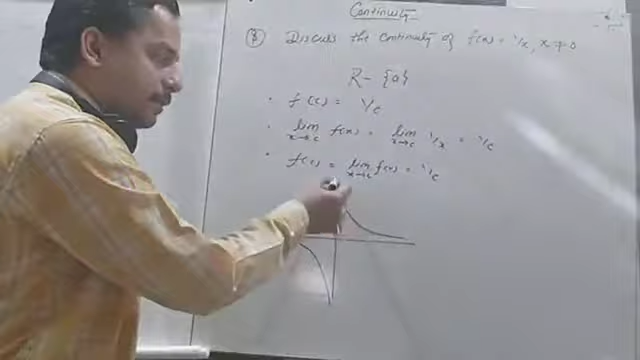 Continuity
Discuss the continuity of f(x) = 1/x, x ≠ 0
R - {0}
• f(c) = 1/c
• lim x→c f(x) = lim x→c 1/x = 1/c
• f(c) = lim x→c f(x) = 1/c